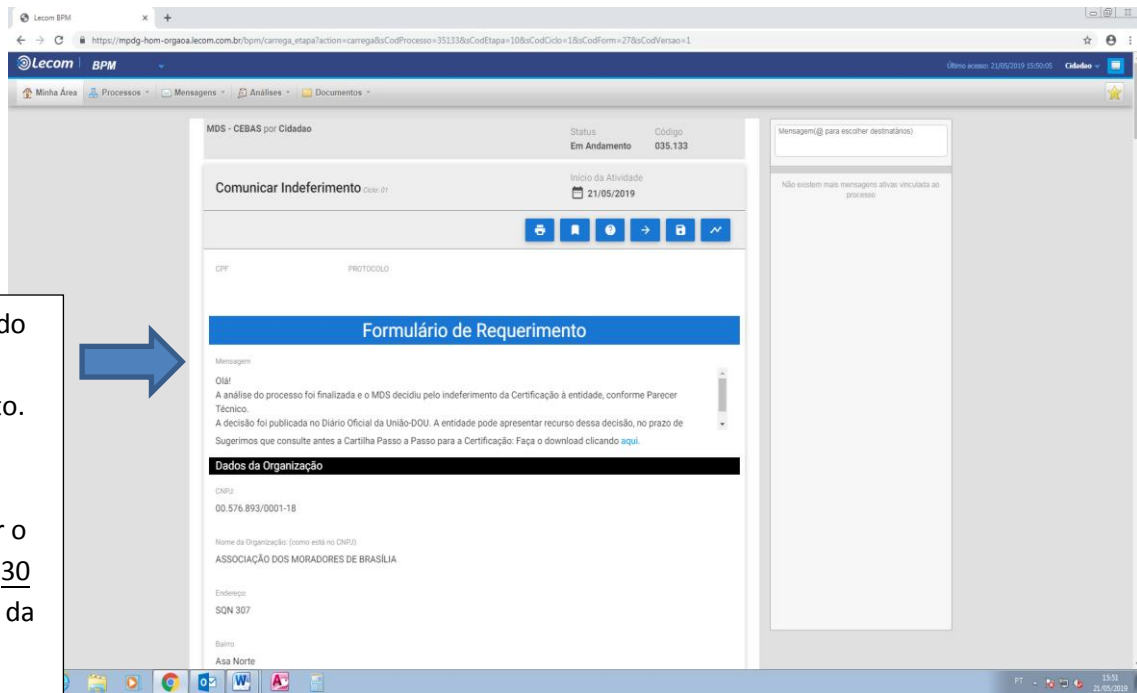 Lecom BPM
https://mpdg-hom-orgaoa.lecom.com.br/bpm/carrega_etapa?action=carrega&sCodProcesso=35133&sCodEtapa=10&sCodCiclo=1&sCodForm=27&sCodVersao=1
Lecom BPM
Último acesso: 21/05/2019 15:50:05 Cidadao
Minha Área Processos Mensagens Análises Documentos
MDS - CEBAS por Cidadao
Status Código
Em Andamento 035.133
Mensagem(@ para escolher destinatários)
Não existem mais mensagens ativas vinculada ao
processo
Comunicar Indeferimento Ciclo: 01
Início da Atividade
21/05/2019
CPF PROTOCOLO
Formulário de Requerimento
Mensagem
Olá!
A análise do processo foi finalizada e o MDS decidiu pelo indeferimento da Certificação à entidade, conforme Parecer
Técnico.
A decisão foi publicada no Diário Oficial da União-DOU. A entidade pode apresentar recurso dessa decisão, no prazo de
Sugerimos que consulte antes a Cartilha Passo a Passo para a Certificação: Faça o download clicando aqui.
Dados da Organização
CNPJ:
00.576.893/0001-18
Nome da Organização: (como está no CNPJ)
ASSOCIAÇÃO DOS MORADORES DE BRASÍLIA
Endereço:
SQN 307
Bairro
Asa Norte
do
to.
r o
30
da
PT
15:51
21/05/2019